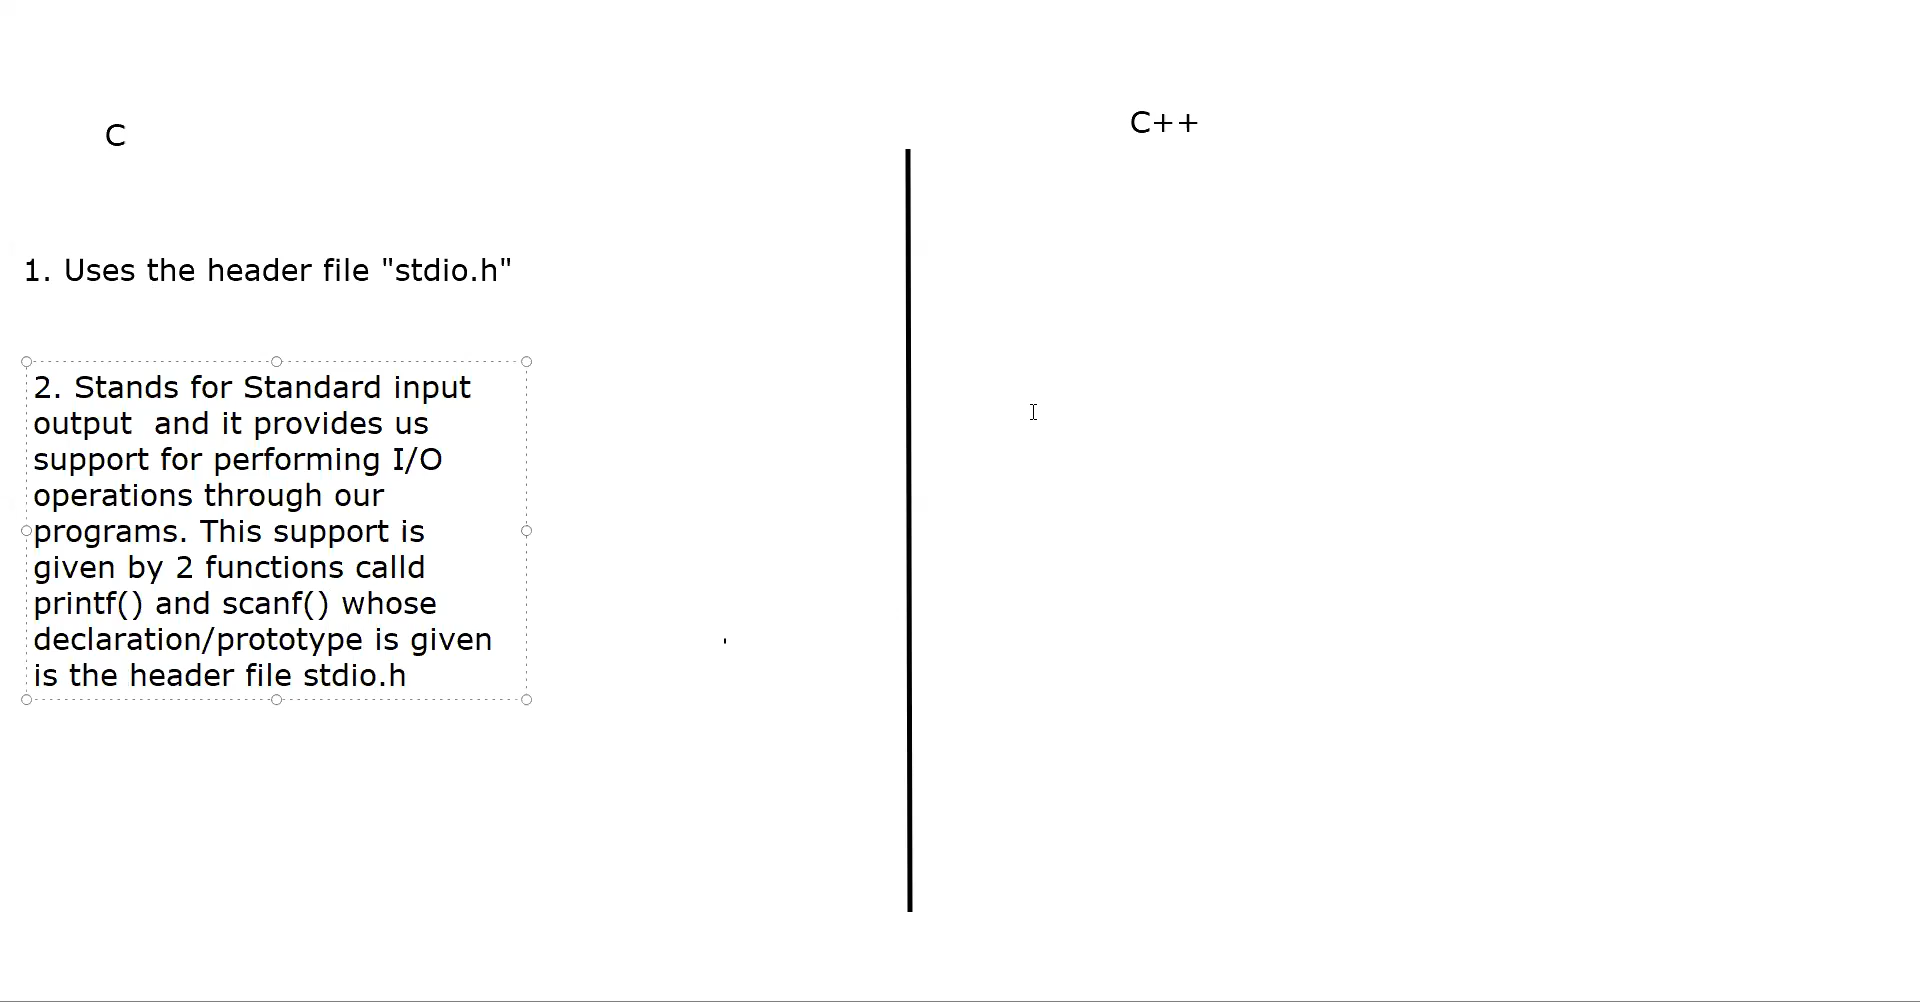 C
C++
1. Uses the header file "stdio.h"
2. Stands for Standard input
output  and it provides us
support for performing I/O
operations through our
programs. This support is
given by 2 functions calld
printf() and scanf() whose
declaration/prototype is given
is the header file stdio.h